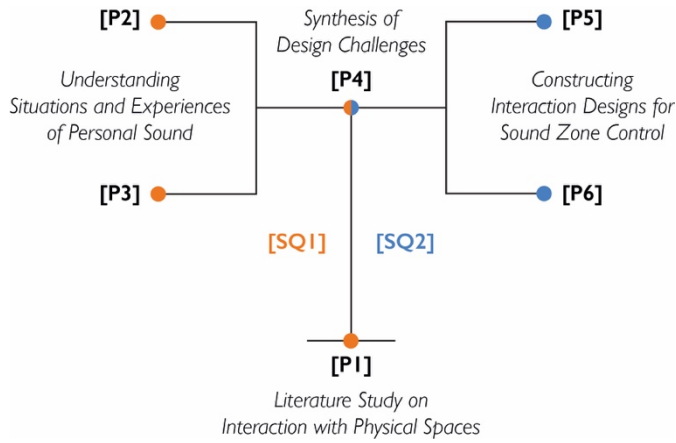 [P2]
Synthesis of
Design Challenges
[P5]
[P4]
Understanding
Situations and Experiences
of Personal Sound
Constructing
Interaction Designs for
Sound Zone Control
[P3]
[P6]
[SQ1]
[SQ2]
[P1]
Literature Study on
Interaction with Physical Spaces